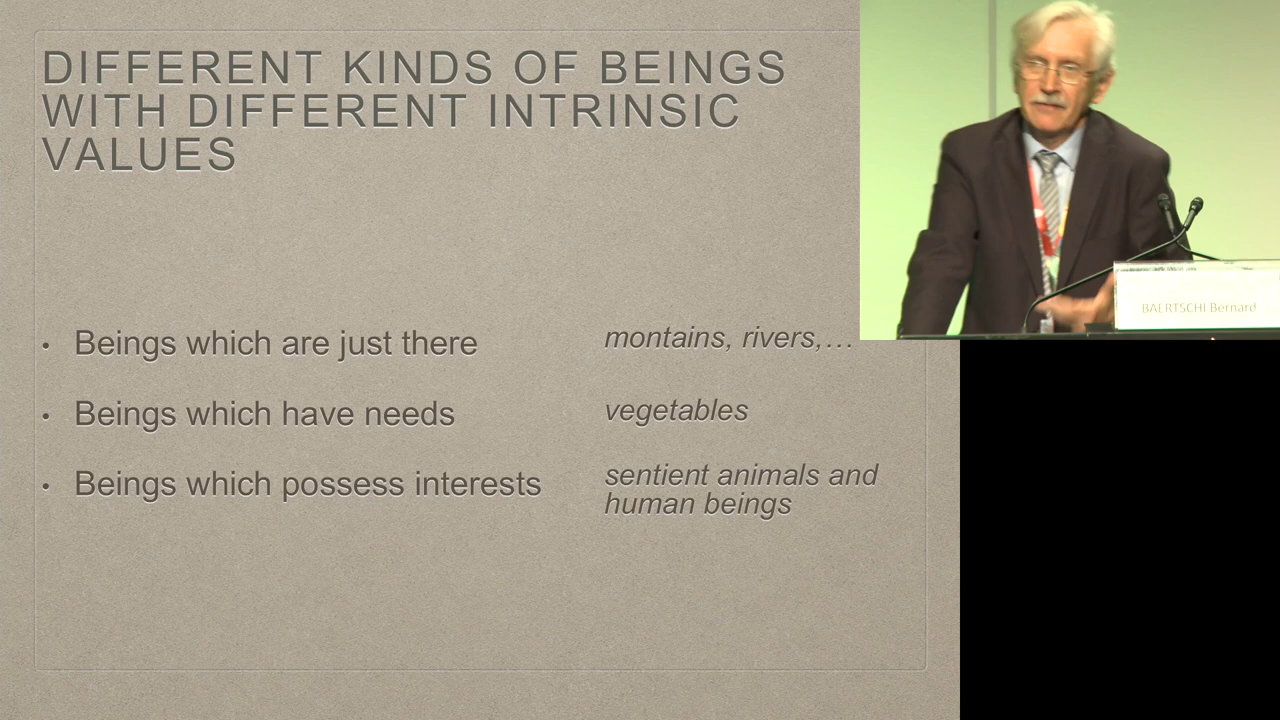 DIFFERENT KINDS OF BEINGS
WITH DIFFERENT INTRINSIC
VALUES
• Beings which are just there
montains, rivers,…
• Beings which have needs
vegetables
• Beings which possess interests
sentient animals and
human beings
BAERTSCHI Bernard